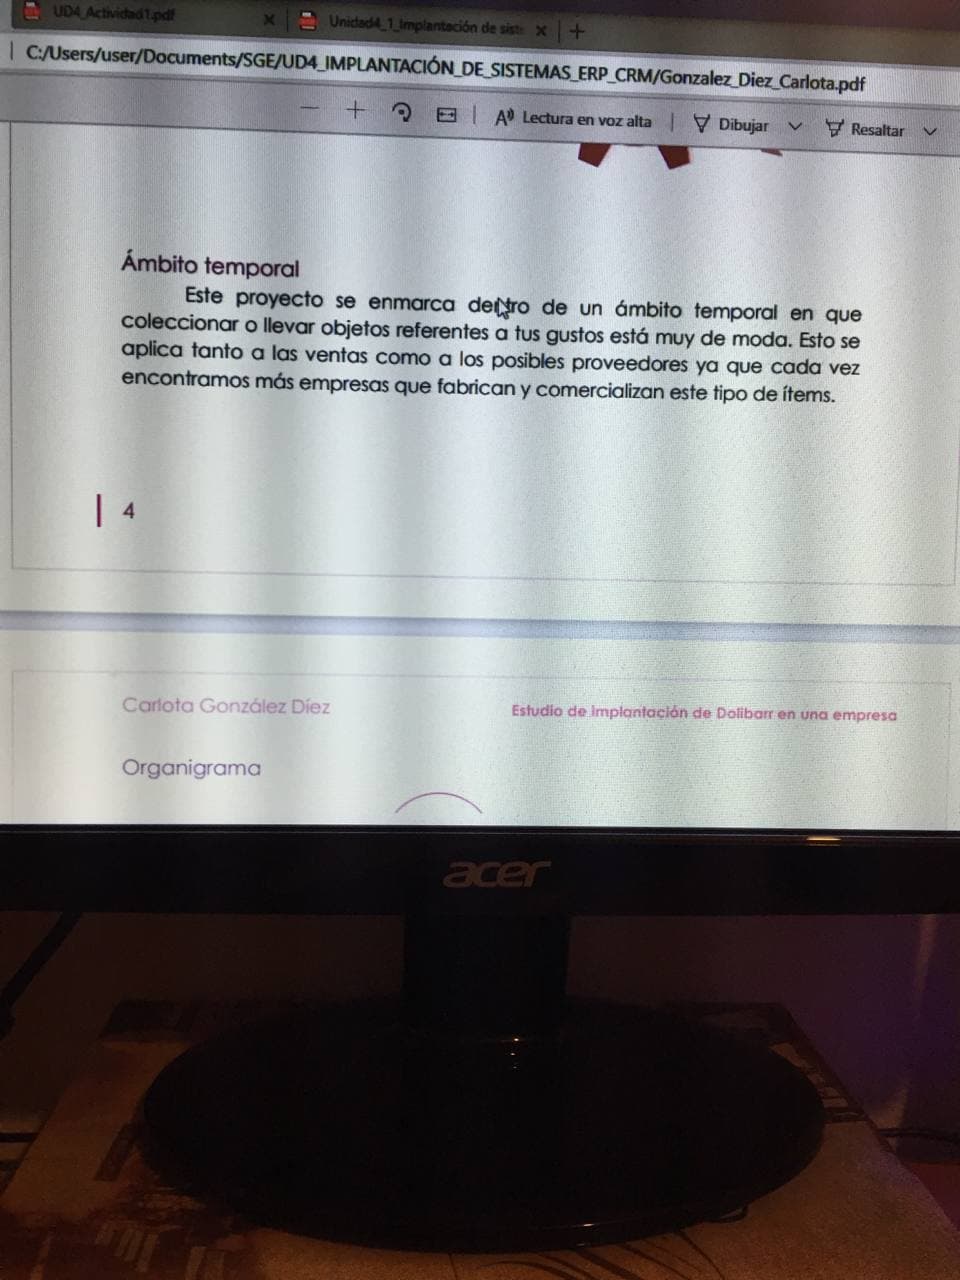 UD4_Actividad1.pdf
Unidad4_1_Implantación de siste
C:/Users/user/Documents/SGE/UD4_IMPLANTACIÓN_DE_SISTEMAS_ERP_CRM/Gonzalez_Diez_Carlota.pdf
Lectura en voz alta
Dibujar
Resaltar
Ámbito temporal
Este proyecto se enmarca dentro de un ámbito temporal en que
coleccionar o llevar objetos referentes a tus gustos está muy de moda. Esto se
aplica tanto a las ventas como a los posibles proveedores ya que cada vez
encontramos más empresas que fabrican y comercializan este tipo de ítems.
4
Carlota González Díez
Estudio de implantación de Dolibarr en una empresa
Organigrama
acer